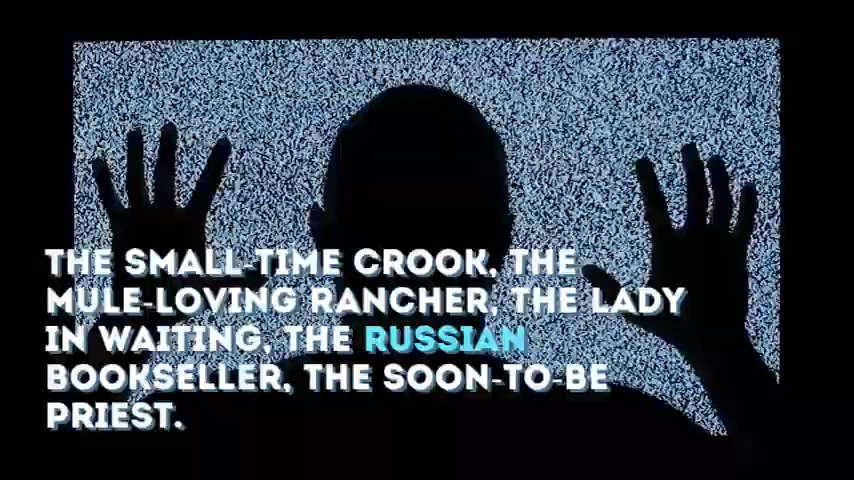 THE SMALL-TIME CROOK, THE
MULE-LOVING RANCHER, THE LADY
IN WAITING, THE RUSSIAN
BOOKSELLER, THE SOON-TO-BE
PRIEST.